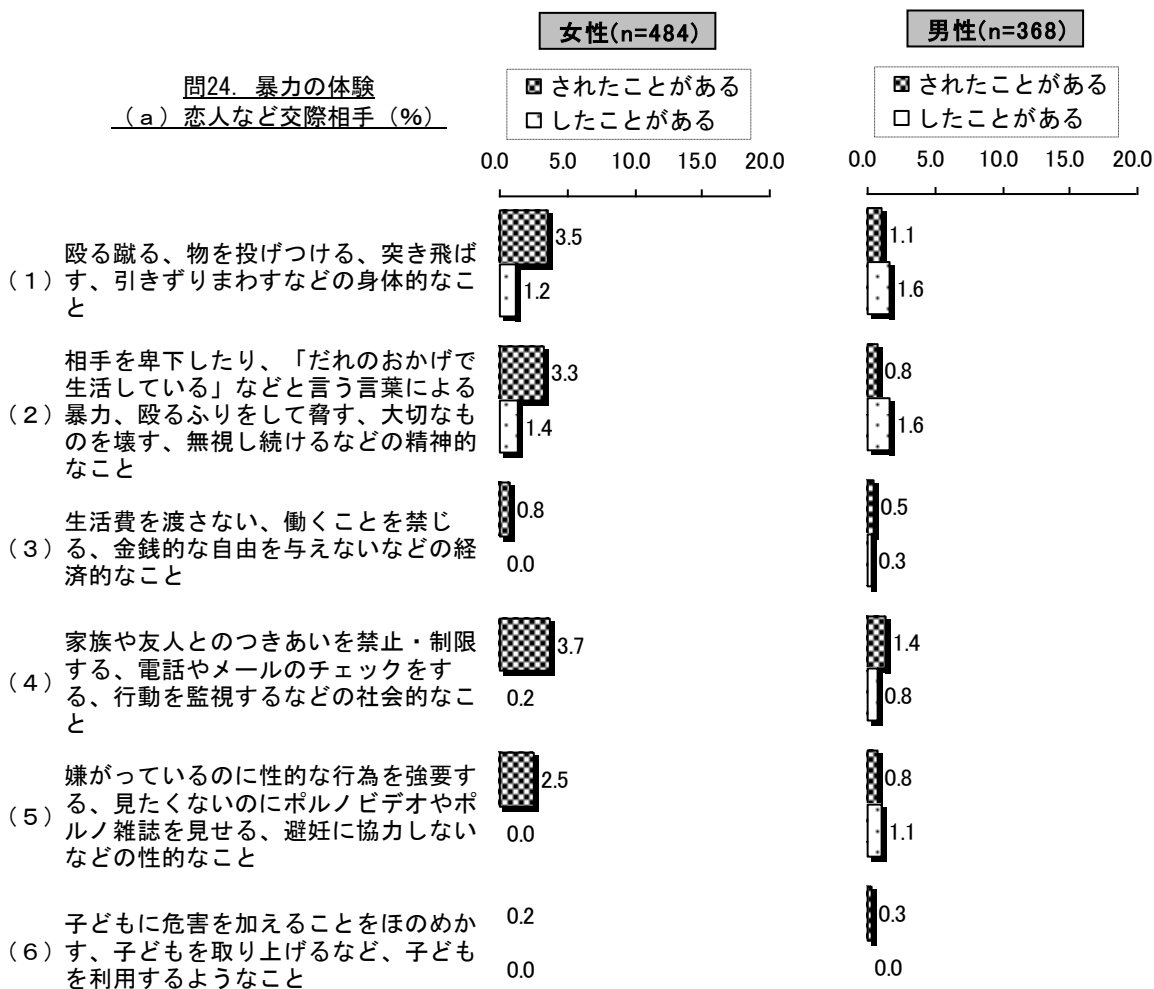 女性(n=484)
男性(n=368)
問24. 暴力の体験
(a)恋人など交際相手(%)
されたことがある
したことがある
されたことがある
したことがある
0.0 5.0 10.0 15.0 20.0
0.0 5.0 10.0 15.0 20.0
(1)
殴る蹴る、物を投げつける、突き飛ば
す、引きずりまわすなどの身体的なこ
と
3.5
1.2
1.1
1.6
(2)
相手を卑下したり、「だれのおかげで
生活している」などと言う言葉による
暴力、殴るふりをして脅す、大切なも
のを壊す、無視し続けるなどの精神的
なこと
3.3
1.4
0.8
1.6
(3)
生活費を渡さない、働くことを禁じ
る、金銭的な自由を与えないなどの経
済的なこと
0.8
0.0
0.5
0.3
(4)
家族や友人とのつきあいを禁止・制限
する、電話やメールのチェックをす
る、行動を監視するなどの社会的なこ
と
3.7
0.2
1.4
0.8
(5)
嫌がっているのに性的な行為を強要す
る、見たくないのにポルノビデオやポ
ルノ雑誌を見せる、避妊に協力しない
などの性的なこと
2.5
0.0
0.8
1.1
(6)
子どもに危害を加えることをほのめか
す、子どもを取り上げるなど、子ども
を利用するようなこと
0.2
0.0
0.3
0.0